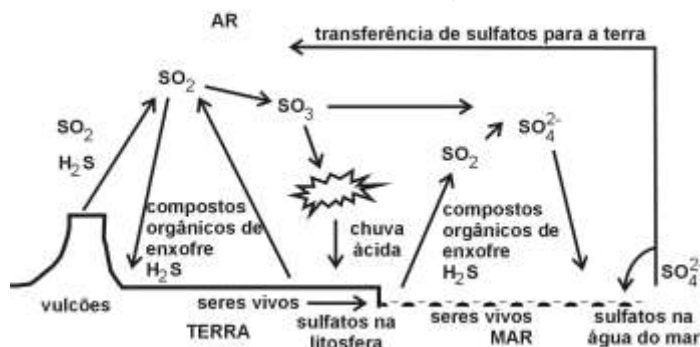 AR
transferência de sulfatos para a terra
SO2
SO3
SO2
H2S
SO4 2-
SO2
compostos
orgânicos de
enxofre
H2S
chuva
ácida
compostos
orgânicos de
enxofre
H2S
SO4 2
vulcões
seres vivos
sulfatos na
litosfera
TERRA
seres vivos
MAR
sulfatos na
água do mar